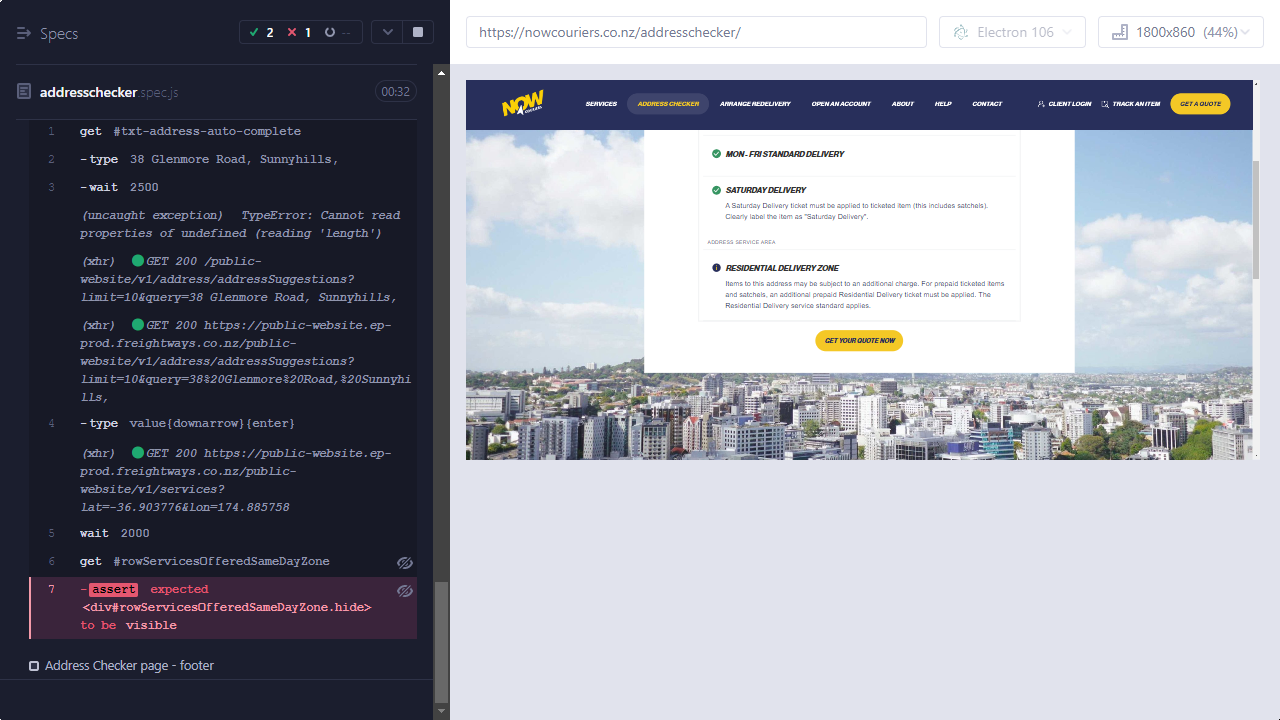 Specs
2
1
--
https://nowcouriers.co.nz/addresschecker/
Electron 106
1800x860 (44%)
addresschecker.spec.js
00:32
1 get #txt-address-auto-complete
2 -type 38 Glenmore Road, Sunnyhills,
3 -wait 2500
(uncaught exception) TypeError: Cannot read
properties of undefined (reading 'length')
(xhr) GET 200 /public-
website/v1/address/addressSuggestions?
limit=10&query=38 Glenmore Road, Sunnyhills,
(xhr) GET 200 https://public-website.ep-
prod.freightways.co.nz/public-
website/v1/address/addressSuggestions?
limit=10&query=38%20Glenmore%20Road,%20Sunnyhi
lls,
4 -type value{downarrow}{enter}
(xhr) GET 200 https://public-website.ep-
prod.freightways.co.nz/public-
website/v1/services?
lat=-36.903776&lon=174.885758
5 wait 2000
6 get #rowServicesOfferedSameDayZone
7 -assert expected
<div#rowServicesOfferedSameDayZone.hide>
to be visible
Address Checker page - footer
NOW
COURIERS
SERVICES
ADDRESS CHECKER
ARRANGE REDELIVERY
OPEN AN ACCOUNT
ABOUT
HELP
CONTACT
CLIENT LOGIN
TRACK AN ITEM
GET A QUOTE
MON - FRI STANDARD DELIVERY
SATURDAY DELIVERY
A Saturday Delivery ticket must be applied to ticketed item (this includes satchels).
Clearly label the item as "Saturday Delivery".
ADDRESS SERVICE AREA
RESIDENTIAL DELIVERY ZONE
Items to this address may be subject to an additional charge. For prepaid ticketed items
and satchels, an additional prepaid Residential Delivery ticket must be applied. The
Residential Delivery service standard applies.
GET YOUR QUOTE NOW